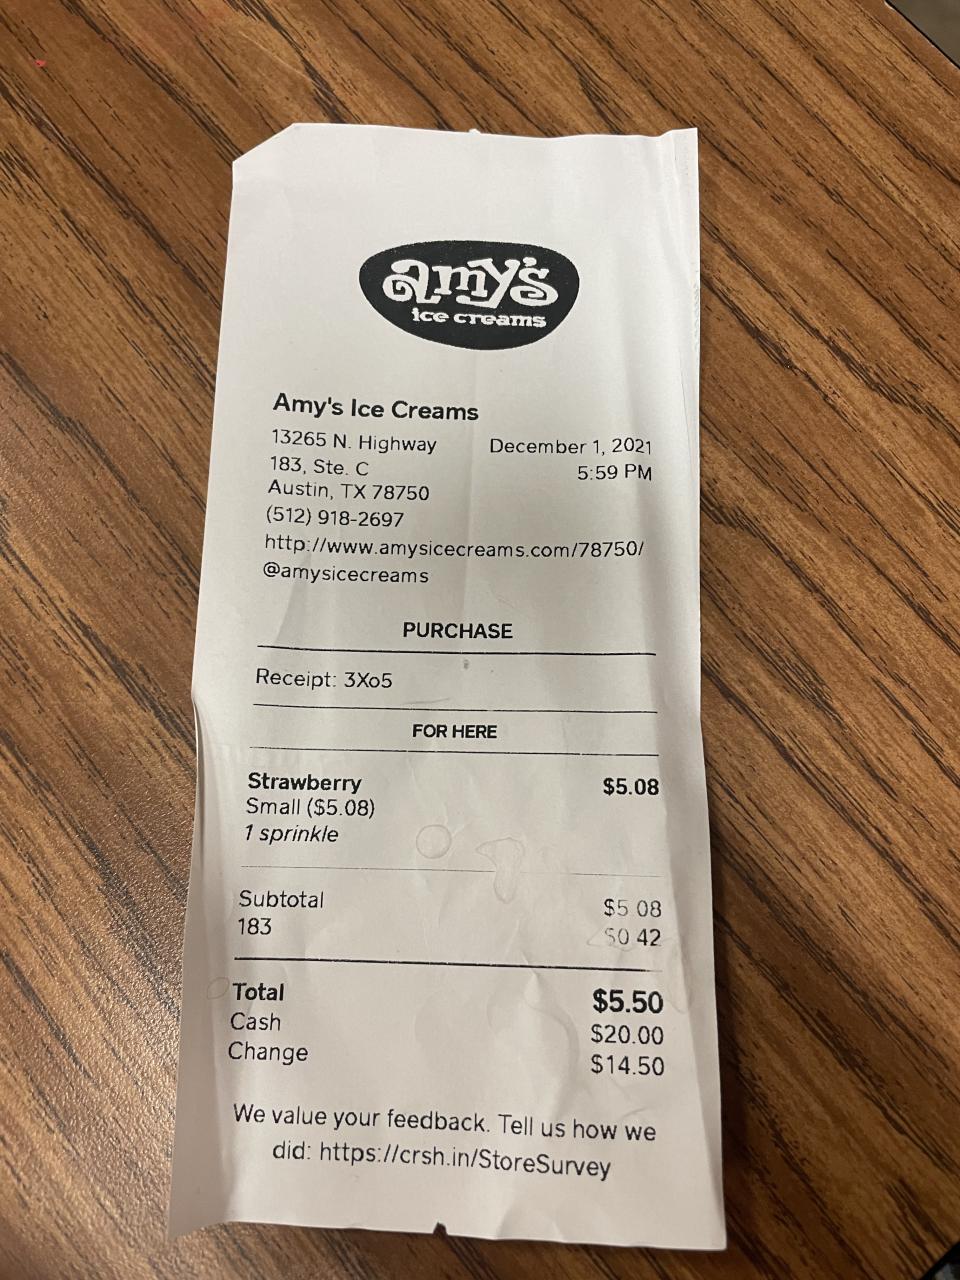 amy's
ice creams
Amy's Ice Creams
13265 N. Highway December 1, 2021
183, Ste. C 5:59 PM
Austin, TX 78750
(512) 918-2697
http://www.amysicecreams.com/78750/
@amysicecreams
PURCHASE
Receipt: 3Xo5
FOR HERE
Strawberry $5.08
Small ($5.08)
1 sprinkle
Subtotal $5.08
183 $0.42
Total $5.50
Cash $20.00
Change $14.50
We value your feedback. Tell us how we
did: https://crsh.in/StoreSurvey